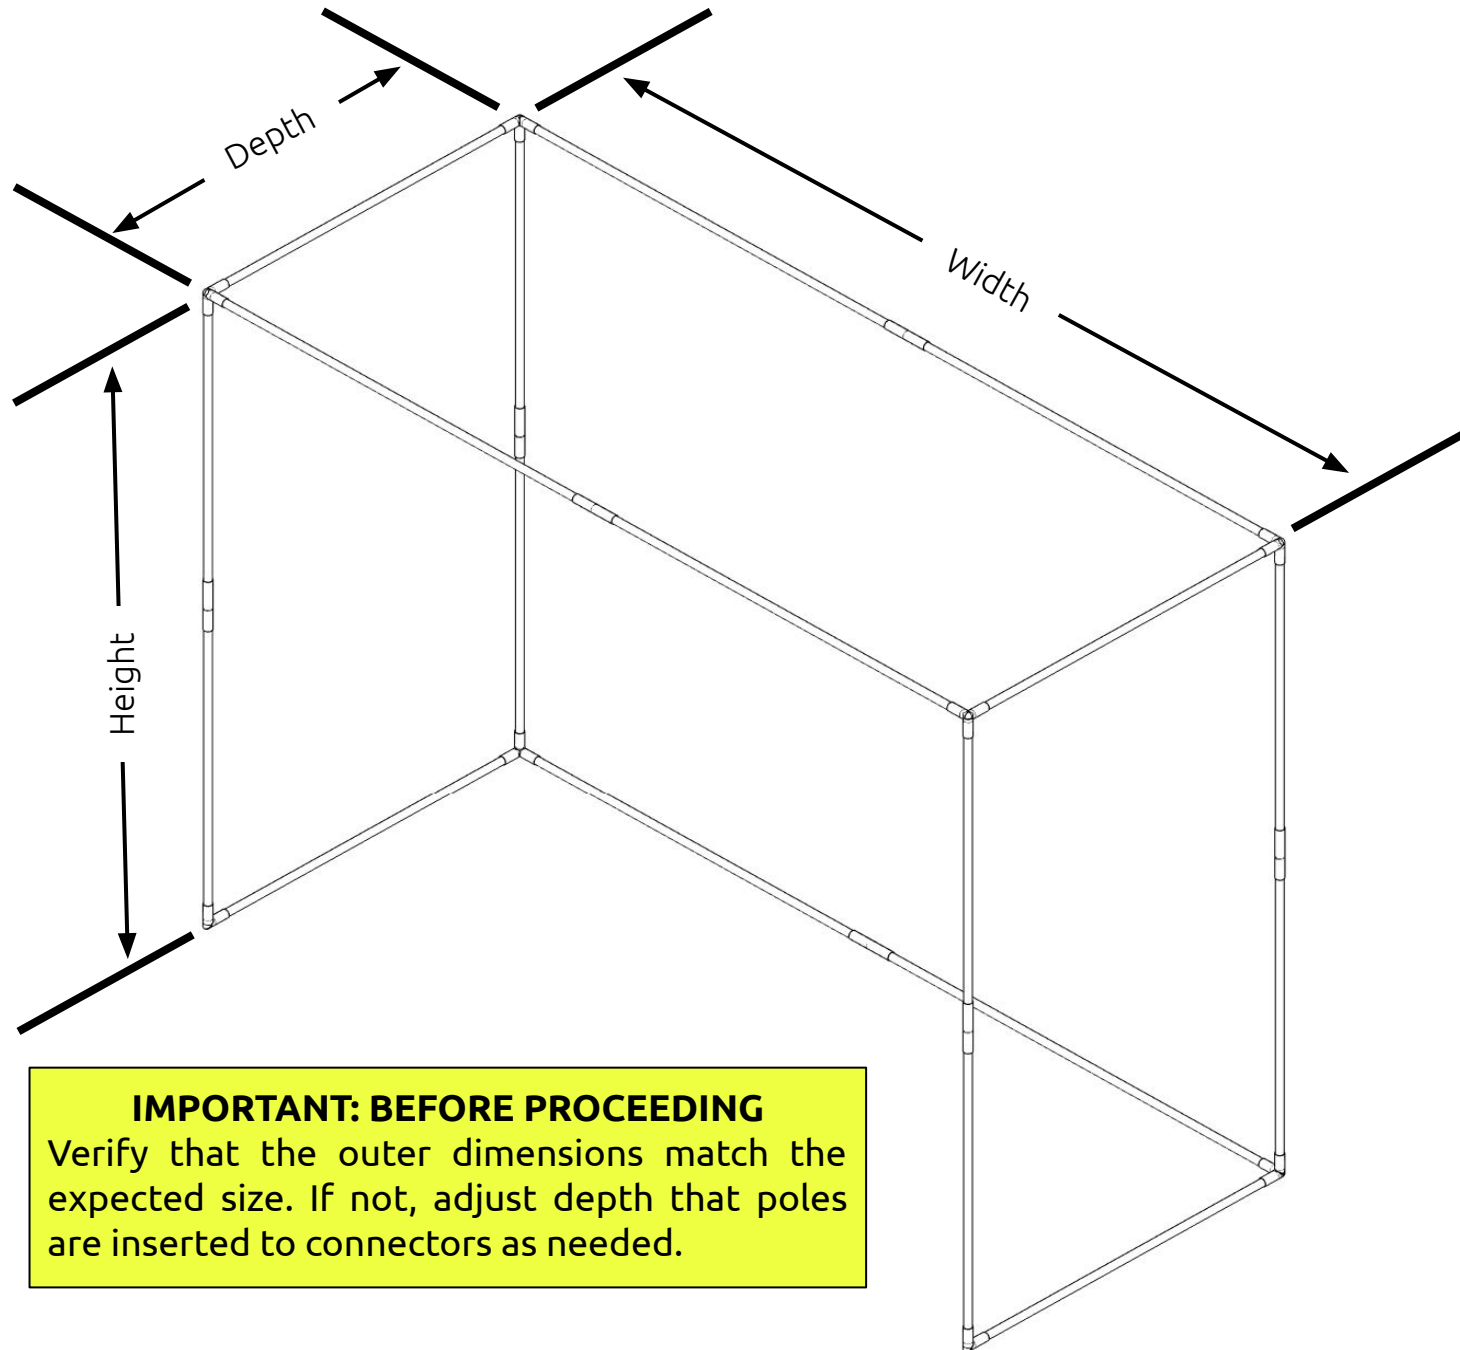 Depth
Width
Height
IMPORTANT: BEFORE PROCEEDING
Verify that the outer dimensions match the
expected size. If not, adjust depth that poles
are inserted to connectors as needed.